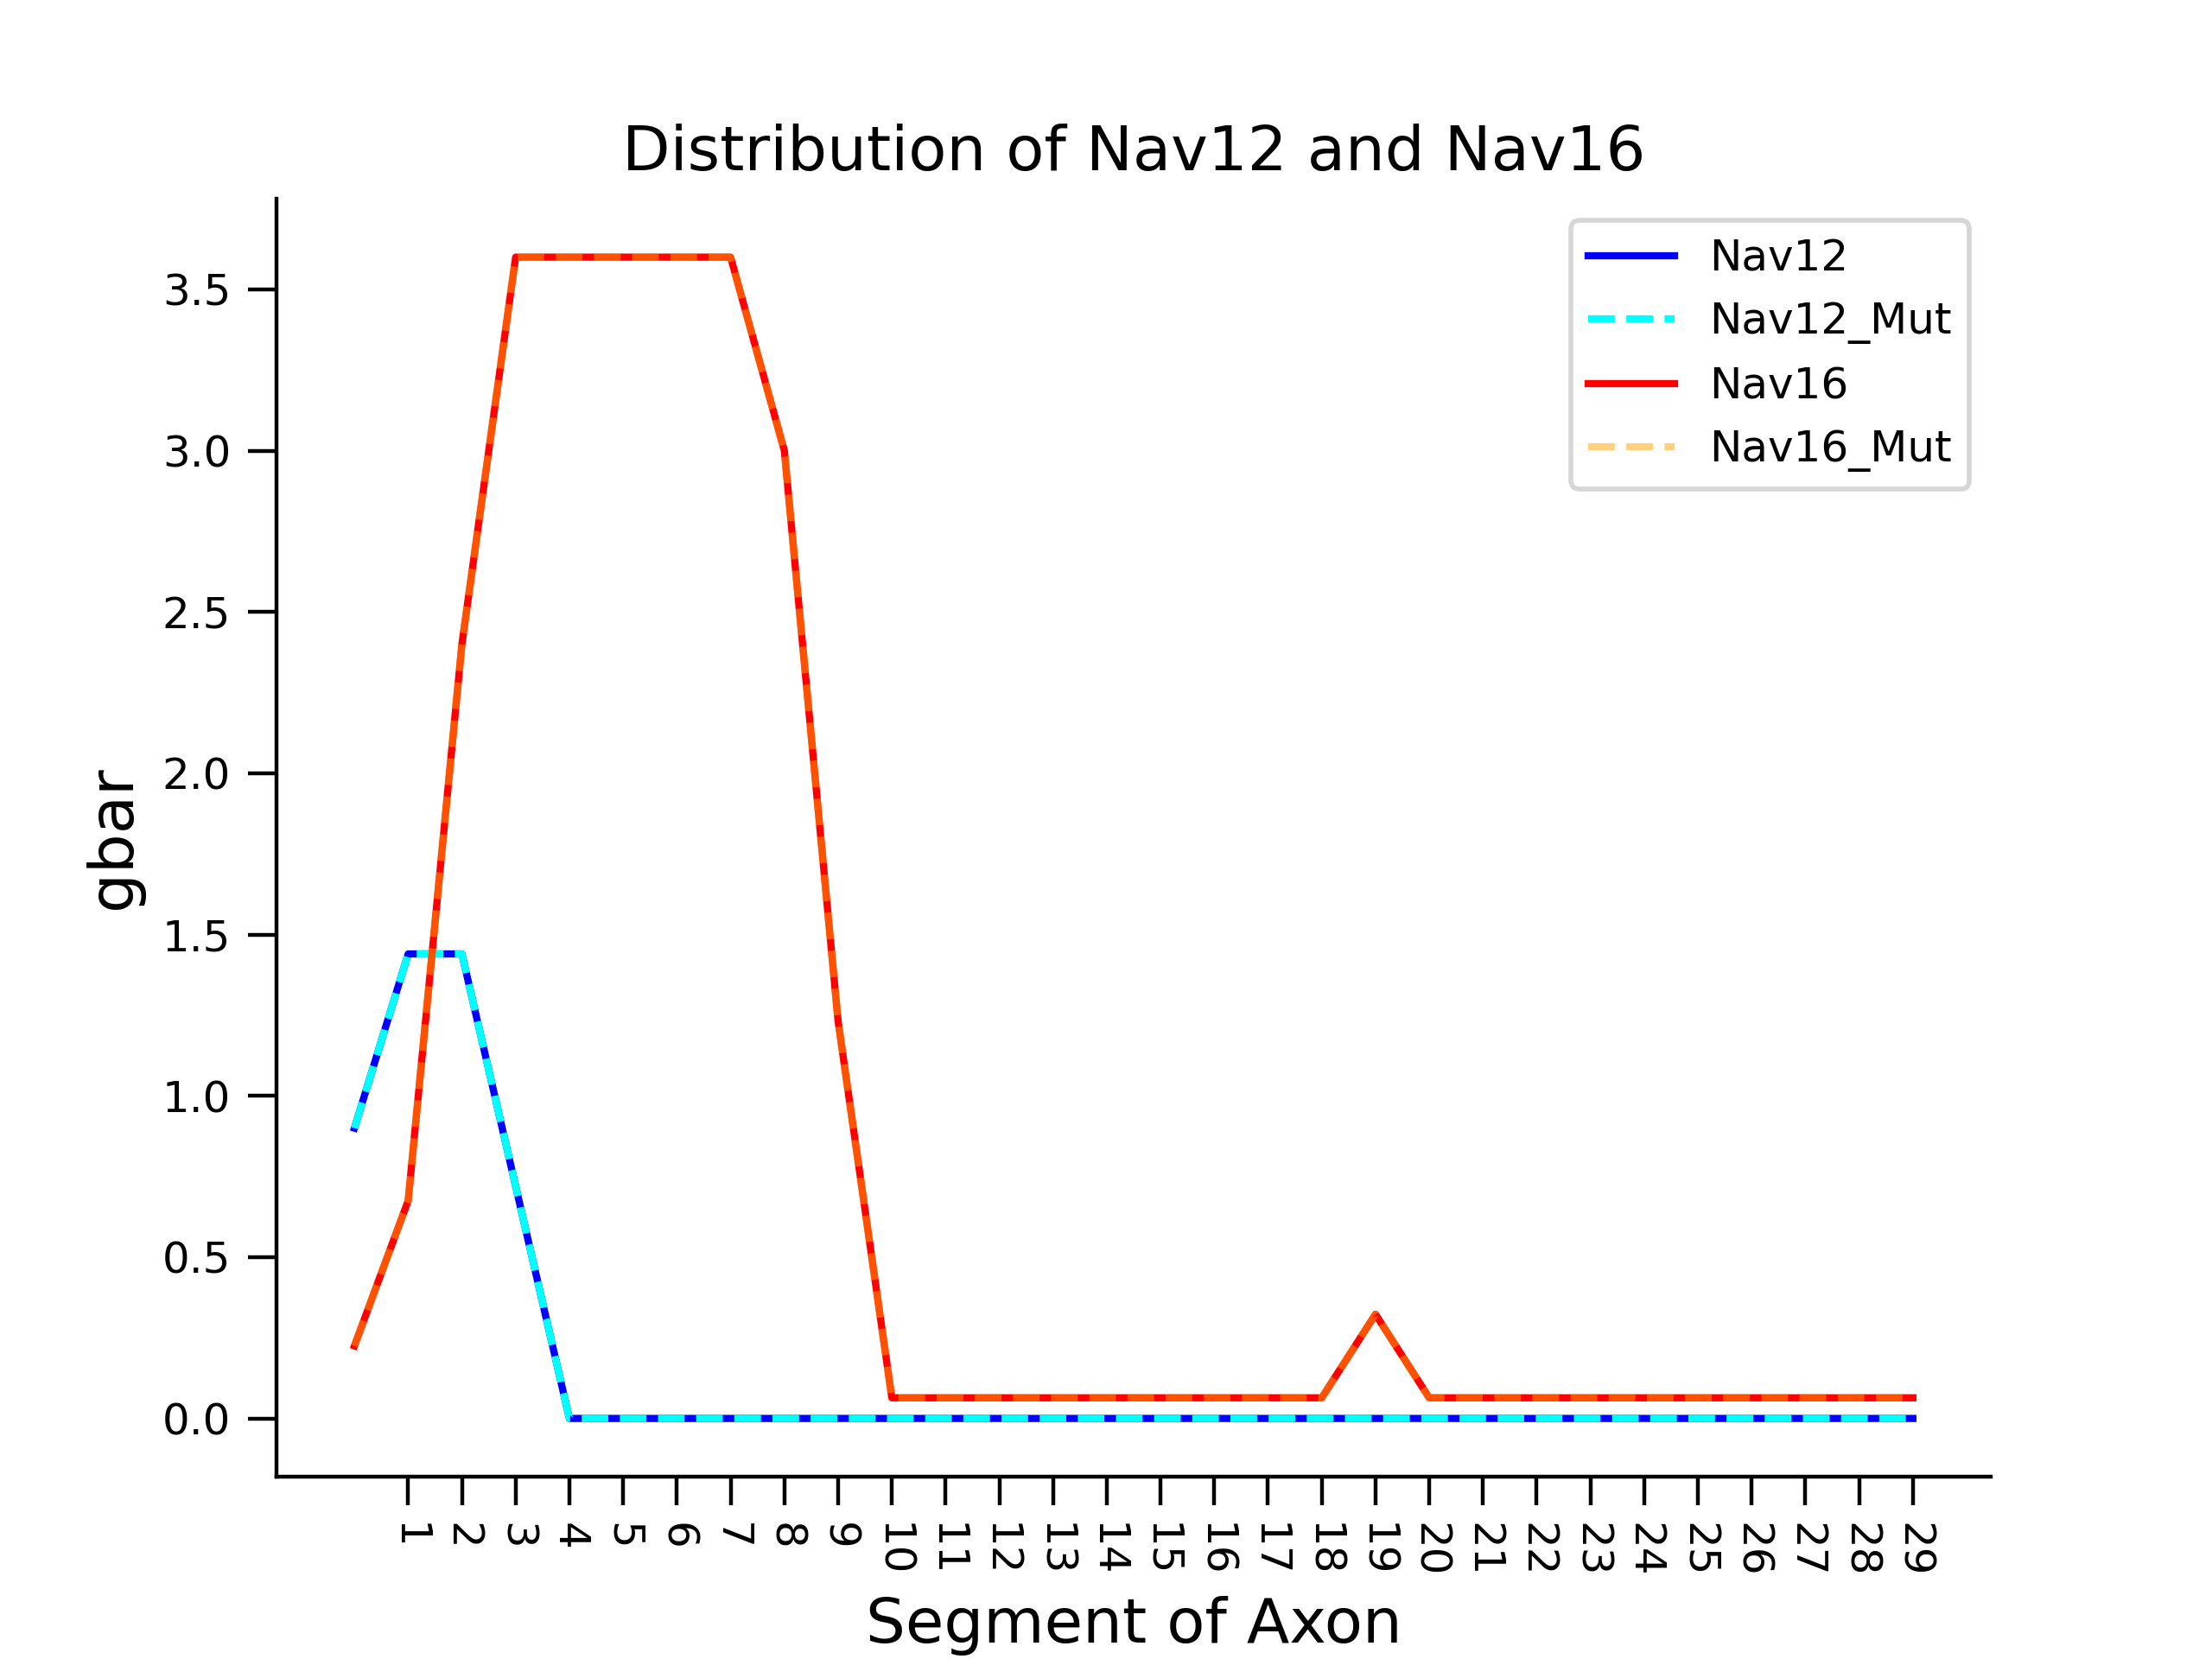 Distribution of Nav12 and Nav16
Nav12
Nav12_Mut
Nav16
Nav16_Mut
3.5
3.0
2.5
2.0
1.5
1.0
0.5
0.0
gbar
1 2 3 4 5 6 7 8 9 10 11 12 13 14 15 16 17 18 19 20 21 22 23 24 25 26 27 28 29
Segment of Axon